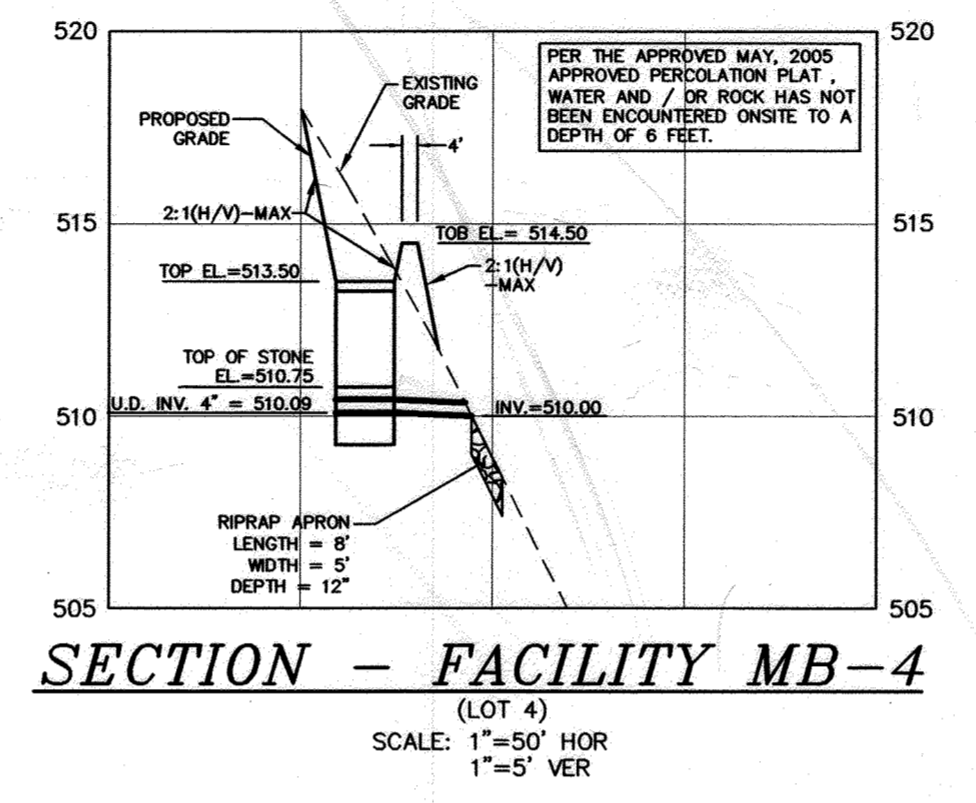 520
520
PER THE APPROVED MAY, 2005
APPROVED PERCOLATION PLAT ,
WATER AND / OR ROCK HAS NOT
BEEN ENCOUNTERED ONSITE TO A
DEPTH OF 6 FEET.
EXISTING
GRADE
PROPOSED
GRADE
4'
2:1(H/V)-MAX
515
515
TOB EL.= 514.50
2:1(H/V)
-MAX
TOP EL.=513.50
TOP OF STONE
EL.=510.75
U.D. INV. 4" = 510.09
INV.=510.00
510
510
RIPRAP APRON
LENGTH = 8'
WIDTH = 5'
DEPTH = 12"
505
505
SECTION - FACILITY MB-4
(LOT 4)
SCALE: 1"=50' HOR
1"=5' VER